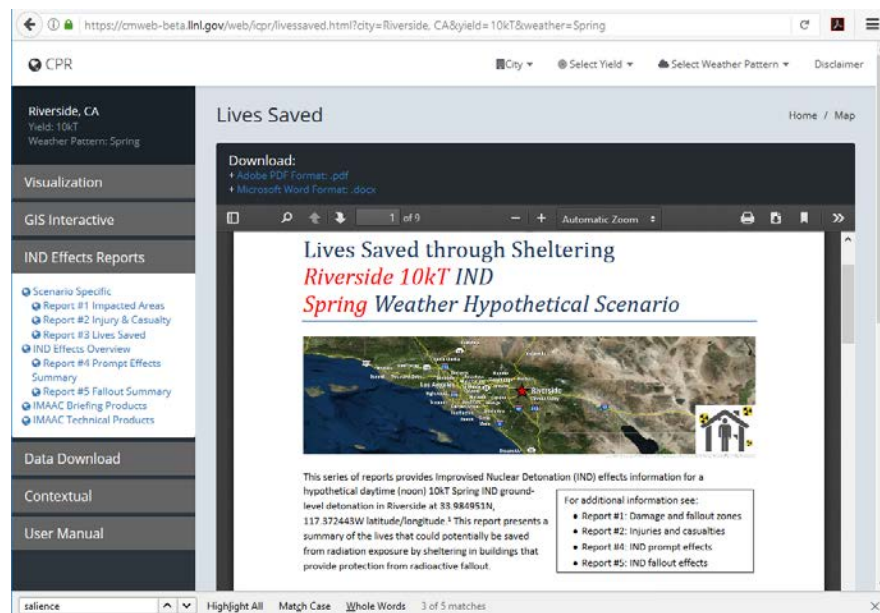 https://cmweb-beta.llnl.gov/web/icpr/livessaved.html?city=Riverside, CA&yield=10kT&weather=Spring
CPR
City
Select Yield
Select Weather Pattern
Disclaimer
Riverside, CA
Yield: 10kT
Weather Pattern: Spring
Visualization
GIS Interactive
IND Effects Reports
Scenario Specific
Report #1 Impacted Areas
Report #2 Injury & Casualty
Report #3 Lives Saved
IND Effects Overview
Report #4 Prompt Effects
Summary
Report #5 Fallout Summary
IMAAC Briefing Products
IMAAC Technical Products
Data Download
Contextual
User Manual
Lives Saved
Home / Map
Download:
+ Adobe PDF Format: .pdf
+ Microsoft Word Format: .docx
1 of 9
Automatic Zoom
Lives Saved through Sheltering
Riverside 10kT IND
Spring Weather Hypothetical Scenario
Los Angeles
Riverside
This series of reports provides Improvised Nuclear Detonation (IND) effects information for a
hypothetical daytime (noon) 10kT Spring IND ground-
level detonation in Riverside at 33.984951N,
117.372443W latitude/longitude.¹ This report presents a
summary of the lives that could potentially be saved
from radiation exposure by sheltering in buildings that
provide protection from radioactive fallout.
For additional information see:
• Report #1: Damage and fallout zones
• Report #2: Injuries and casualties
• Report #4: IND prompt effects
• Report #5: IND fallout effects
salience
Highlight All
Match Case
Whole Words
3 of 5 matches